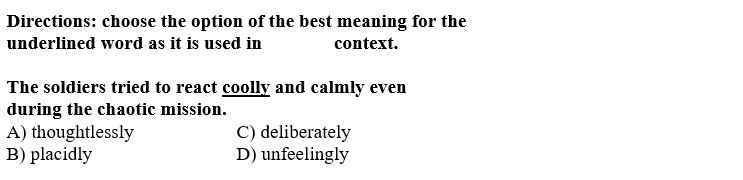 Directions: choose the option of the best meaning for the
underlined word as it is used in context.
The soldiers tried to react coolly and calmly even
during the chaotic mission.
A) thoughtlessly C) deliberately
B) placidly D) unfeelingly